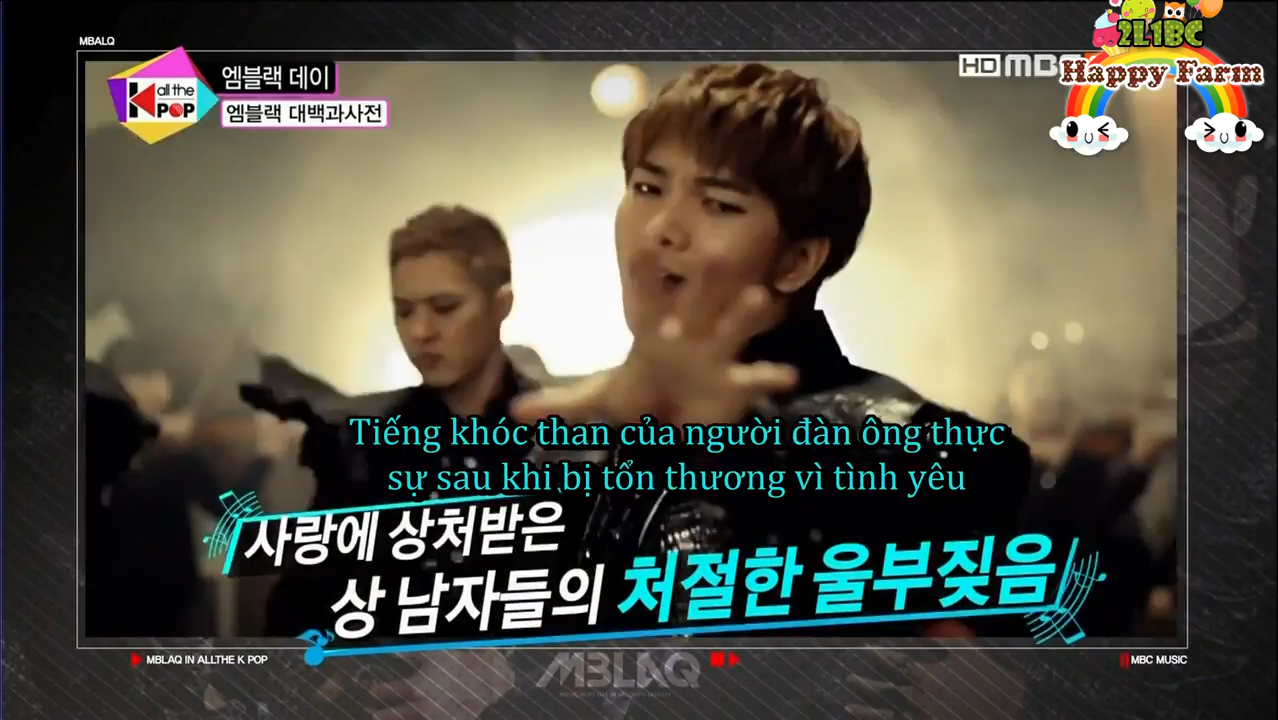 MBALQ
all the
K POP
엠블랙 데이
엠블랙 대백과사전
HD MBC
2L1BC
Happy Farm
Tiếng khóc than của người đàn ông thực
sự sau khi bị tổn thương vì tình yêu
사랑에 상처받은
상 남자들의 처절한 울부짖음
MBLAQ IN ALLTHE K POP
MBLAQ
MBC MUSIC